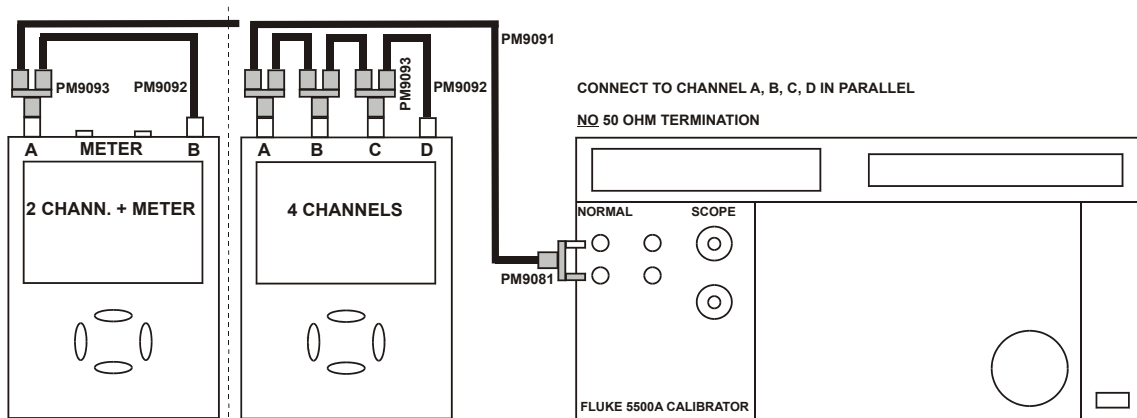 PM9091
PM9093
PM9092
PM9093
PM9092
CONNECT TO CHANNEL A, B, C, D IN PARALLEL
NO 50 OHM TERMINATION
A METER B
A B C D
2 CHANN. + METER
4 CHANNELS
NORMAL SCOPE
PM9081
FLUKE 5500A CALIBRATOR